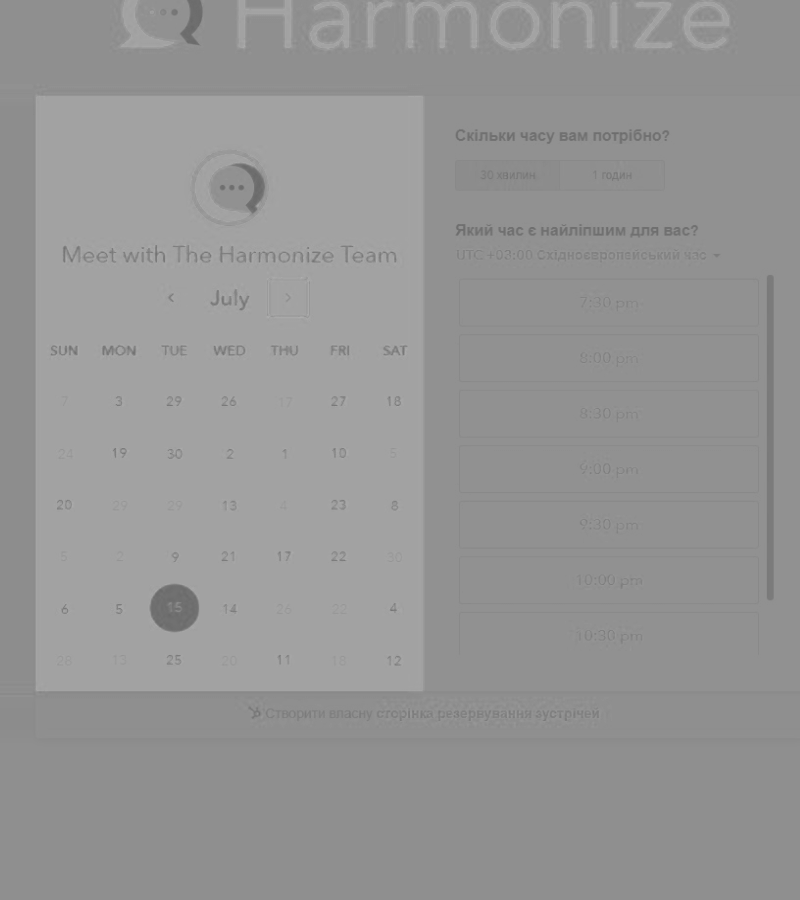 Harmonize
Meet with The Harmonize Team
July
SUN MON TUE WED THU FRI SAT
7 3 29 26 17 27 18
24 19 30 2 1 10 5
20 29 29 13 4 23 8
5 2 9 21 17 22 30
6 5 15 14 26 22 4
28 13 25 20 11 18 12
Скільки часу вам потрібно?
30 хвилин 1 годин
Який час є найліпшим для вас?
UTC +03:00 Східноєвропейський час
7:30 pm
8:00 pm
8:30 pm
9:00 pm
9:30 pm
10:00 pm
10:30 pm
Створити власну сторінка резервування зустрічей